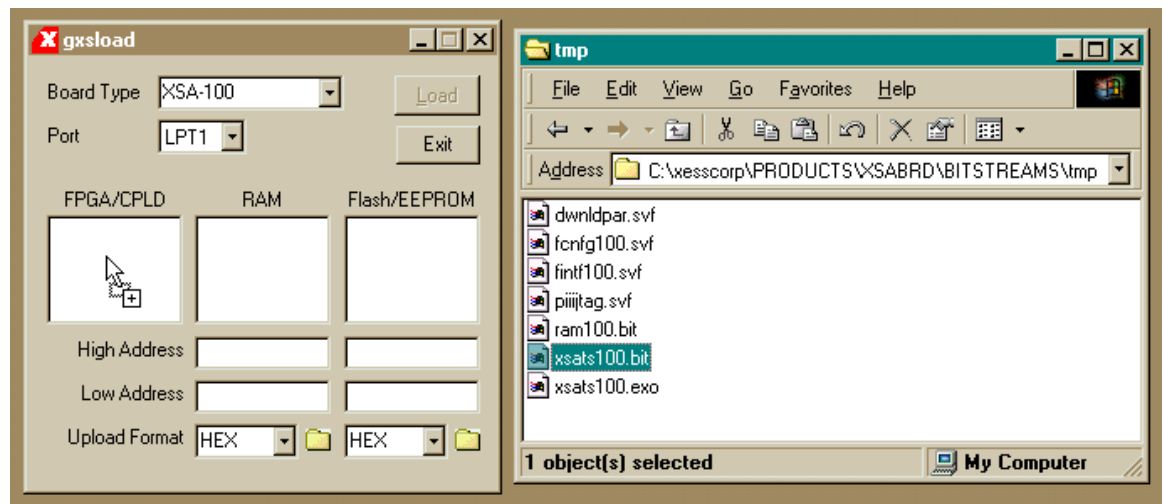 gxsload
Board Type XSA-100
Load
Port LPT1
Exit
FPGA/CPLD RAM Flash/EEPROM
High Address
Low Address
Upload Format HEX HEX
tmp
File Edit View Go Favorites Help
Address C:\xesscorp\PRODUCTS\XSABRD\BITSTREAMS\tmp
dwnldpar.svf
fcnfg100.svf
fintf100.svf
piiijtag.svf
ram100.bit
xsats100.bit
xsats100.exo
1 object(s) selected
My Computer